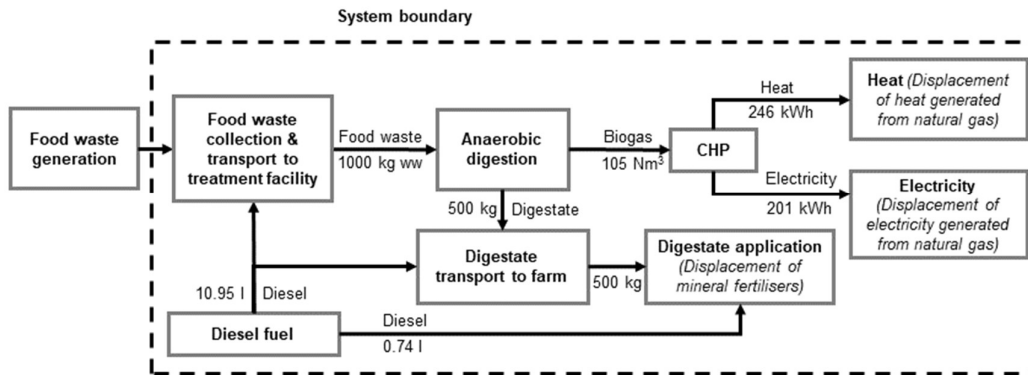 System boundary
Food waste
generation
Food waste
collection &
transport to
treatment facility
Food waste
1000 kg ww
Anaerobic
digestion
Biogas
105 Nm³
CHP
Heat
246 kWh
Heat (Displacement
of heat generated
from natural gas)
Electricity
201 kWh
Electricity
(Displacement of
electricity generated
from natural gas)
500 kg Digestate
Digestate
transport to farm
500 kg
Digestate application
(Displacement of
mineral fertilisers)
10.95 l Diesel
Diesel fuel
Diesel
0.74 l